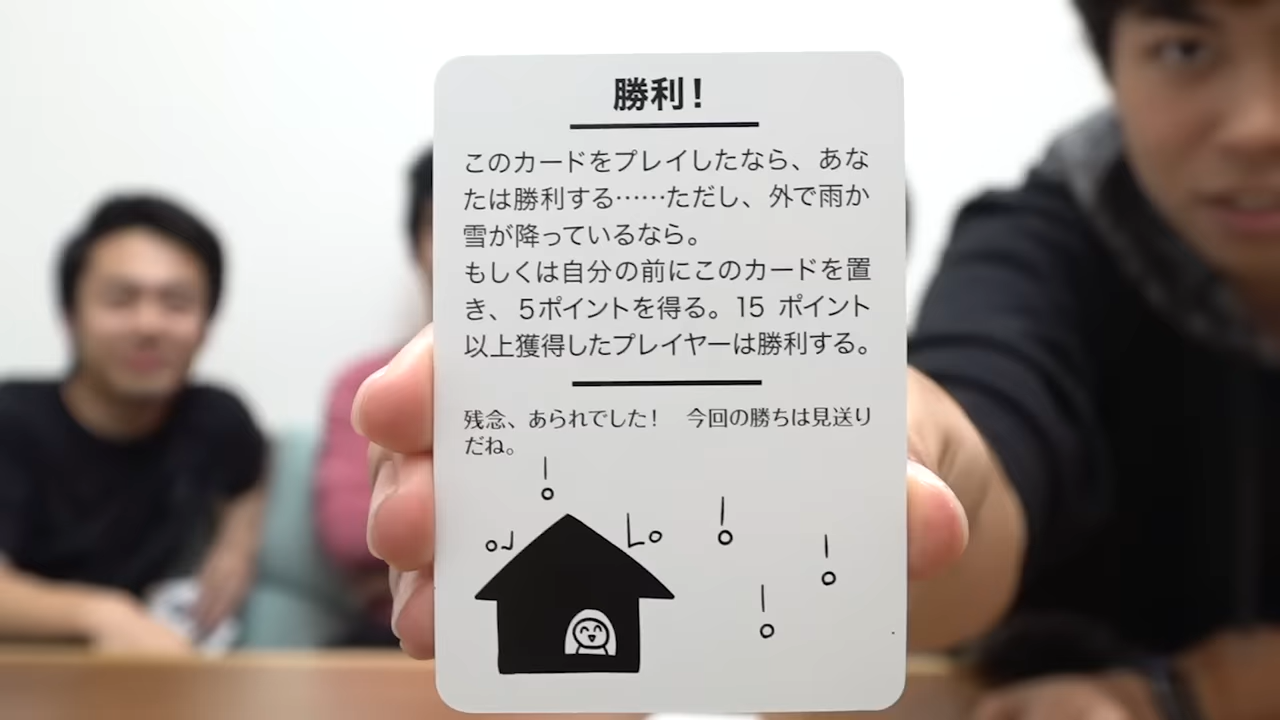 勝利！
このカードをプレイしたなら、あな
たは勝利する……ただし、外で雨か
雪が降っているなら。
もしくは自分の前にこのカードを置
き、5ポイントを得る。15 ポイント
以上獲得したプレイヤーは勝利する。
残念、あられでした！　今回の勝ちは見送り
だね。